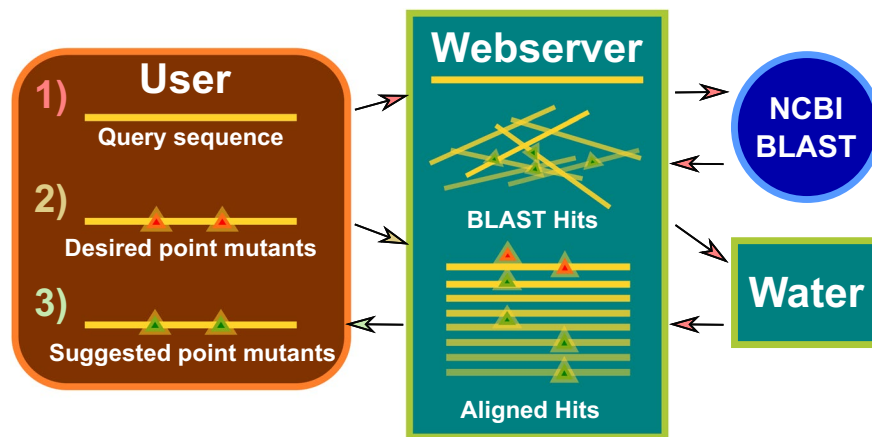 User
1)
Query sequence
2)
Desired point mutants
3)
Suggested point mutants
Webserver
BLAST Hits
Aligned Hits
NCBI
BLAST
Water